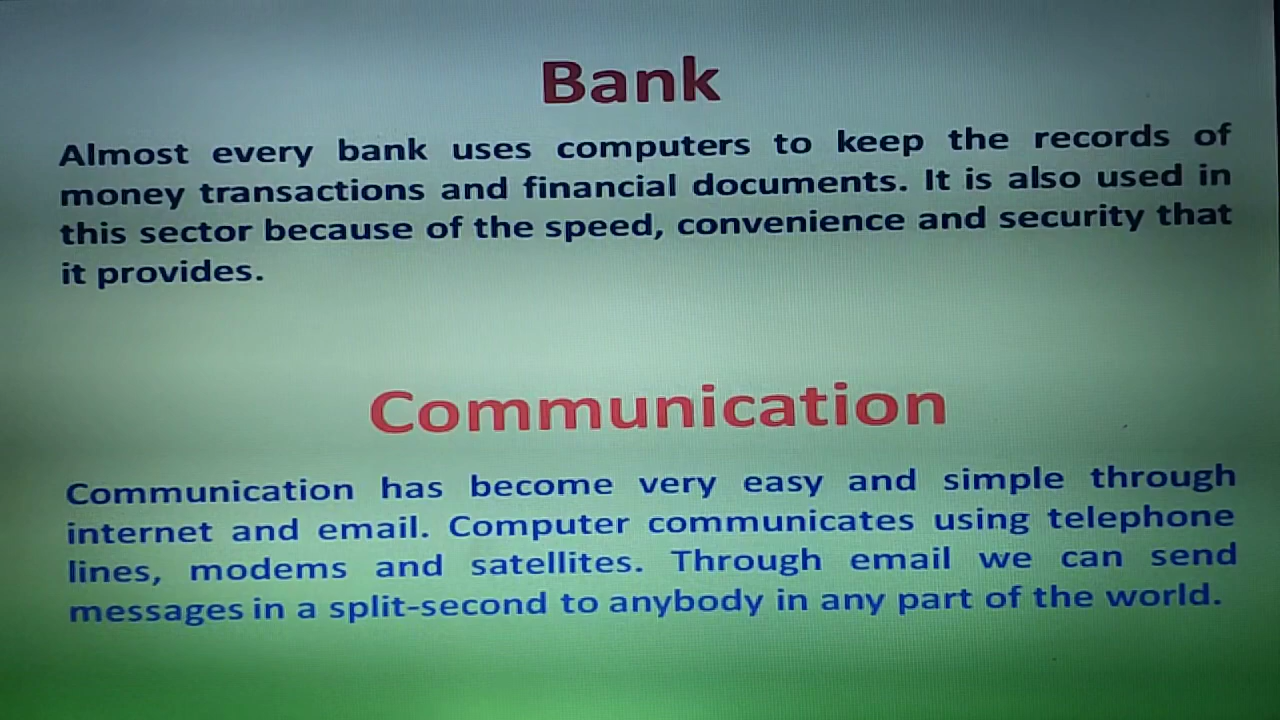 Bank
Almost every bank uses computers to keep the records of
money transactions and financial documents. It is also used in
this sector because of the speed, convenience and security that
it provides.
Communication
Communication has become very easy and simple through
internet and email. Computer communicates using telephone
lines, modems and satellites. Through email we can send
messages in a split-second to anybody in any part of the world.